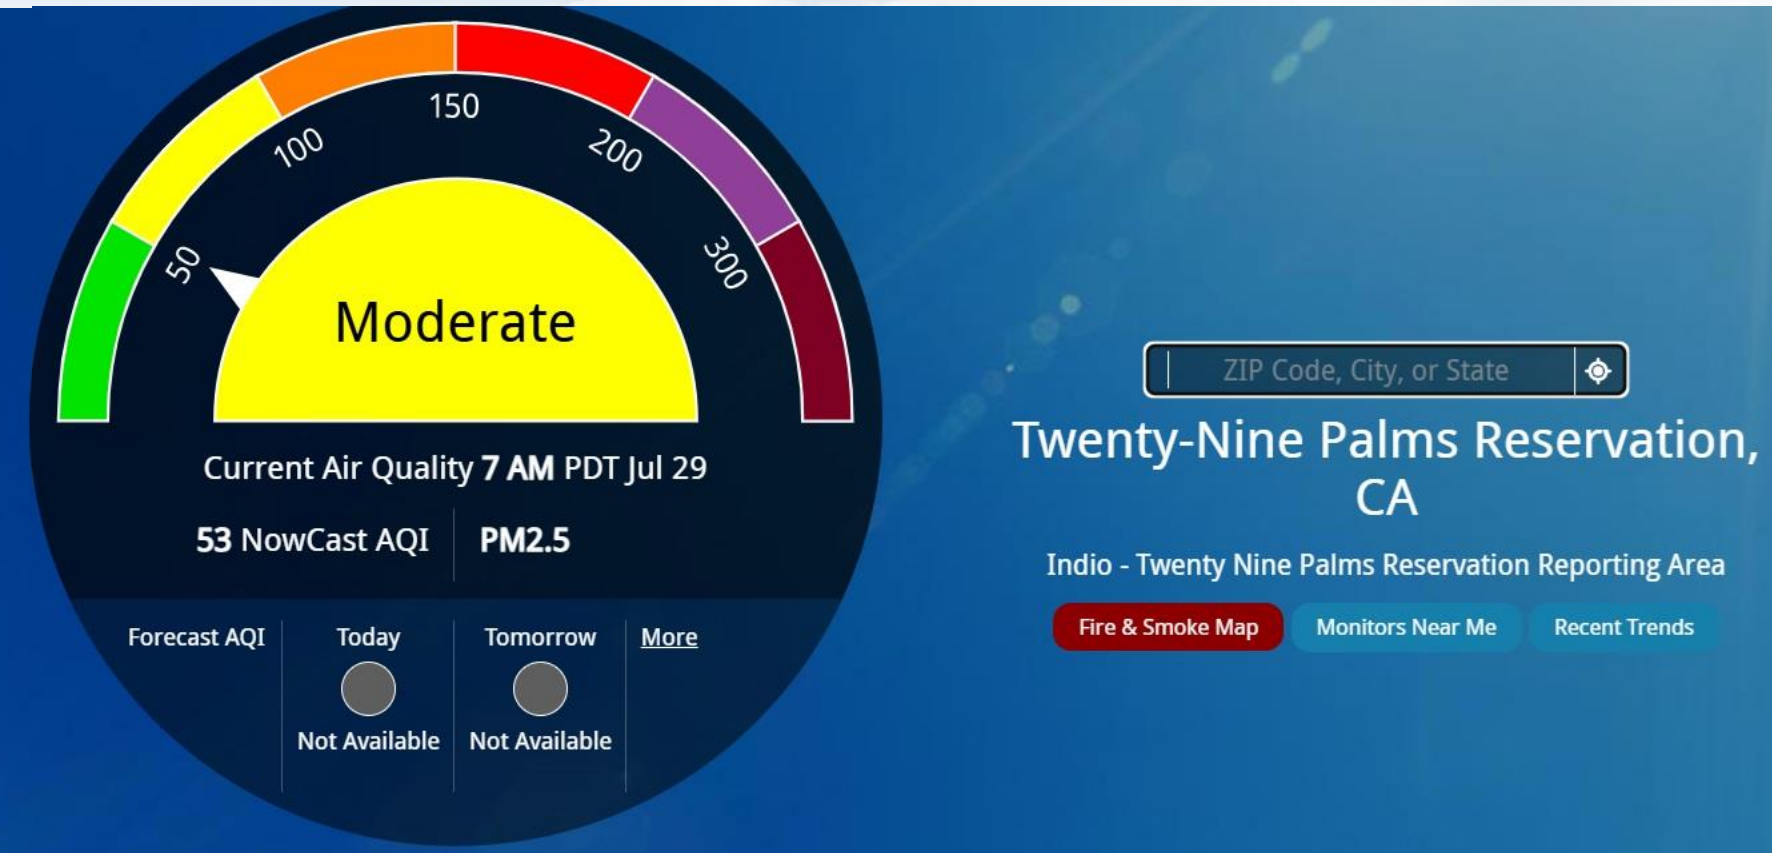 50
100
150
200
300
Moderate
Current Air Quality 7 AM PDT Jul 29
53 NowCast AQI
PM2.5
Forecast AQI
Today
Not Available
Tomorrow
Not Available
More
ZIP Code, City, or State
Twenty-Nine Palms Reservation,
CA
Indio - Twenty Nine Palms Reservation Reporting Area
Fire & Smoke Map
Monitors Near Me
Recent Trends